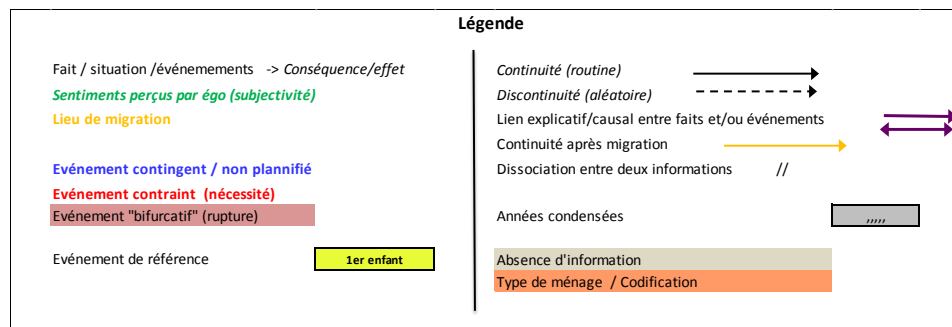 Légende
Fait / situation /événemements -> Conséquence/effet
Sentiments perçus par égo (subjectivité)
Lieu de migration
Evénement contingent / non plannifié
Evénement contraint (nécessité)
Evénement "bifurcatif" (rupture)
Evénement de référence 1er enfant
Continuité (routine)
Discontinuité (aléatoire)
Lien explicatif/causal entre faits et/ou événements
Continuité après migration
Dissociation entre deux informations //
Années condensées ,,,,,
Absence d'information
Type de ménage / Codification